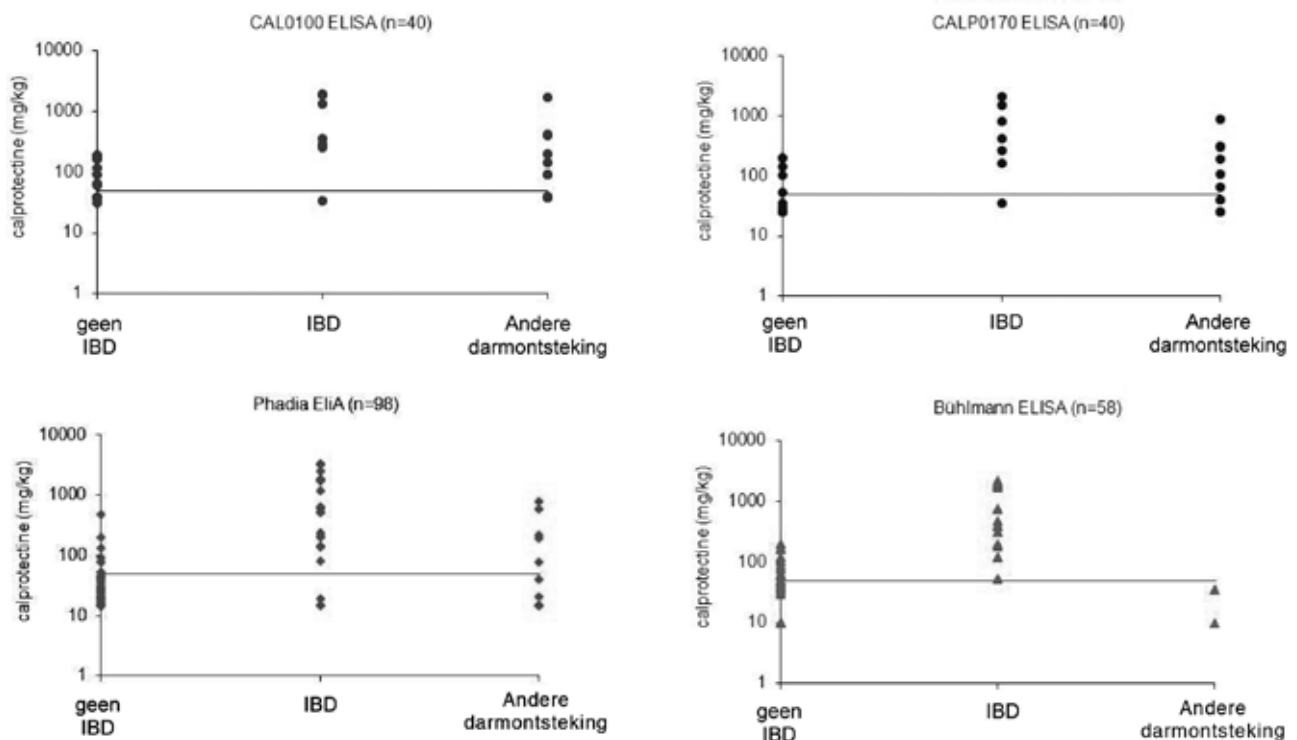 CAL0100 ELISA (n=40)
calprotectine (mg/kg)
10000
1000
100
10
1
geen
IBD
IBD
Andere
darmontsteking
CALP0170 ELISA (n=40)
calprotectine (mg/kg)
10000
1000
100
10
1
geen
IBD
IBD
Andere
darmontsteking
Phadia EliA (n=98)
calprotectine (mg/kg)
10000
1000
100
10
1
geen
IBD
IBD
Andere
darmontsteking
Bühlmann ELISA (n=58)
calprotectine (mg/kg)
10000
1000
100
10
1
geen
IBD
IBD
Andere
darmontsteking